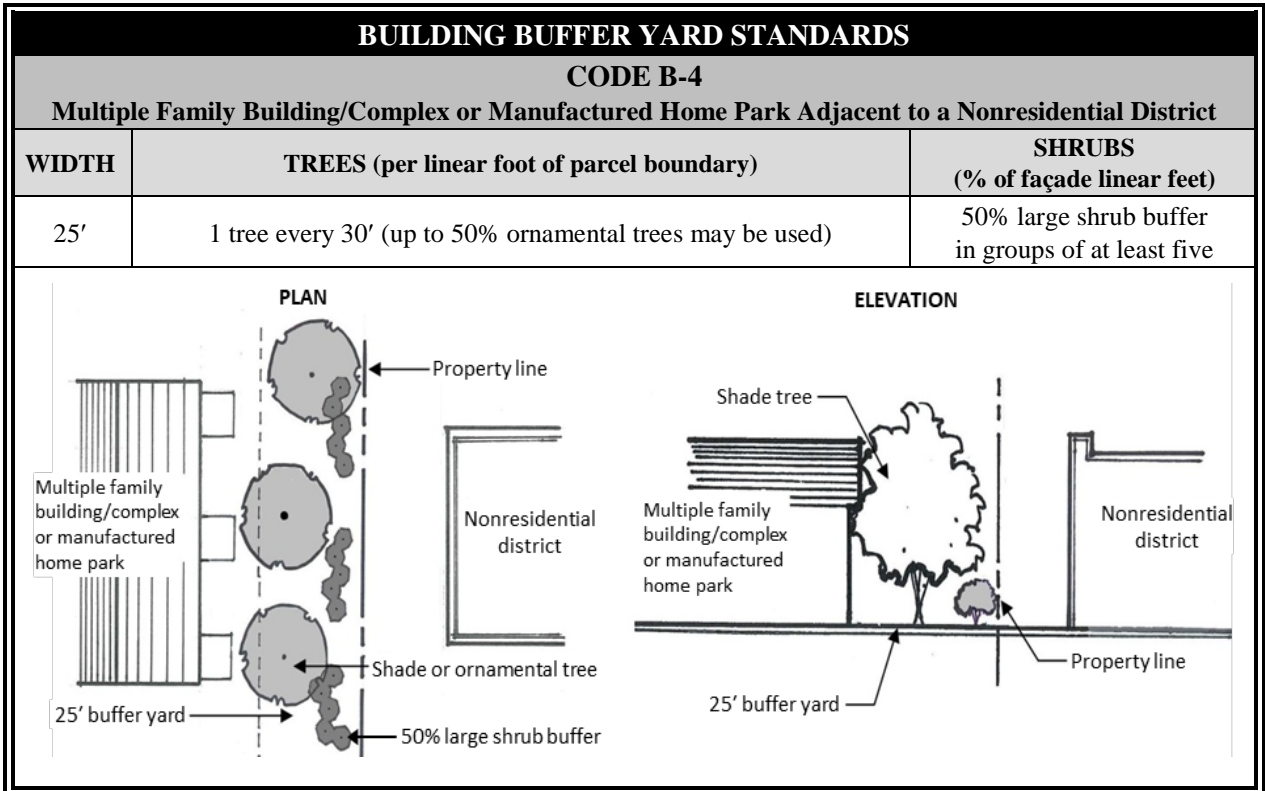 BUILDING BUFFER YARD STANDARDS
CODE B-4
Multiple Family Building/Complex or Manufactured Home Park Adjacent to a Nonresidential District
WIDTH
TREES (per linear foot of parcel boundary)
SHRUBS
(% of façade linear feet)
25′
1 tree every 30′ (up to 50% ornamental trees may be used)
50% large shrub buffer
in groups of at least five
PLAN
Property line
Multiple family
building/complex
or manufactured
home park
Nonresidential
district
Shade or ornamental tree
25′ buffer yard
50% large shrub buffer
ELEVATION
Shade tree
Multiple family
building/complex
or manufactured
home park
Nonresidential
district
Property line
25′ buffer yard